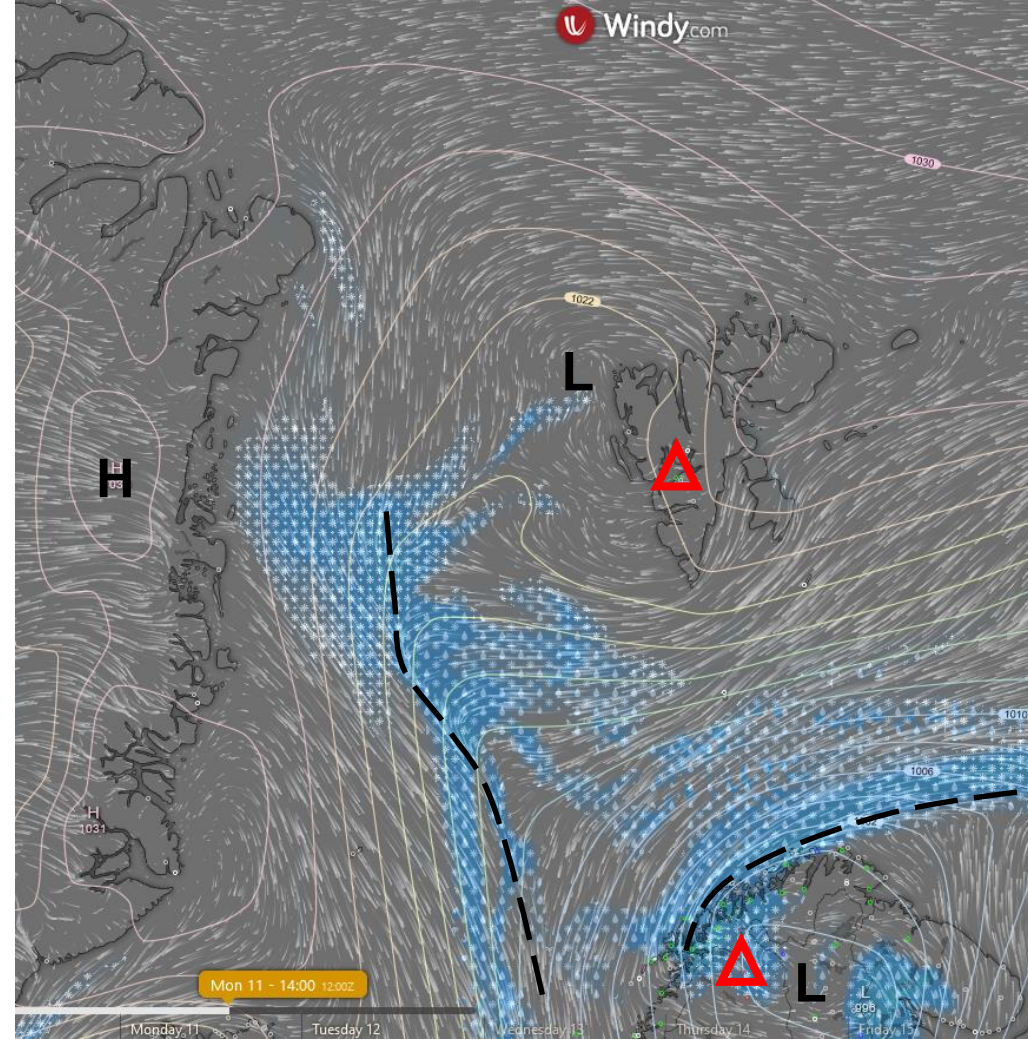 Windy.com
1030
1022
L
H
H
03
1010
1006
H
1031
L
L
996
Mon 11 - 14:00 12:00Z
Monday 11
Tuesday 12
Wednesday 13
Thursday 14
Friday 15